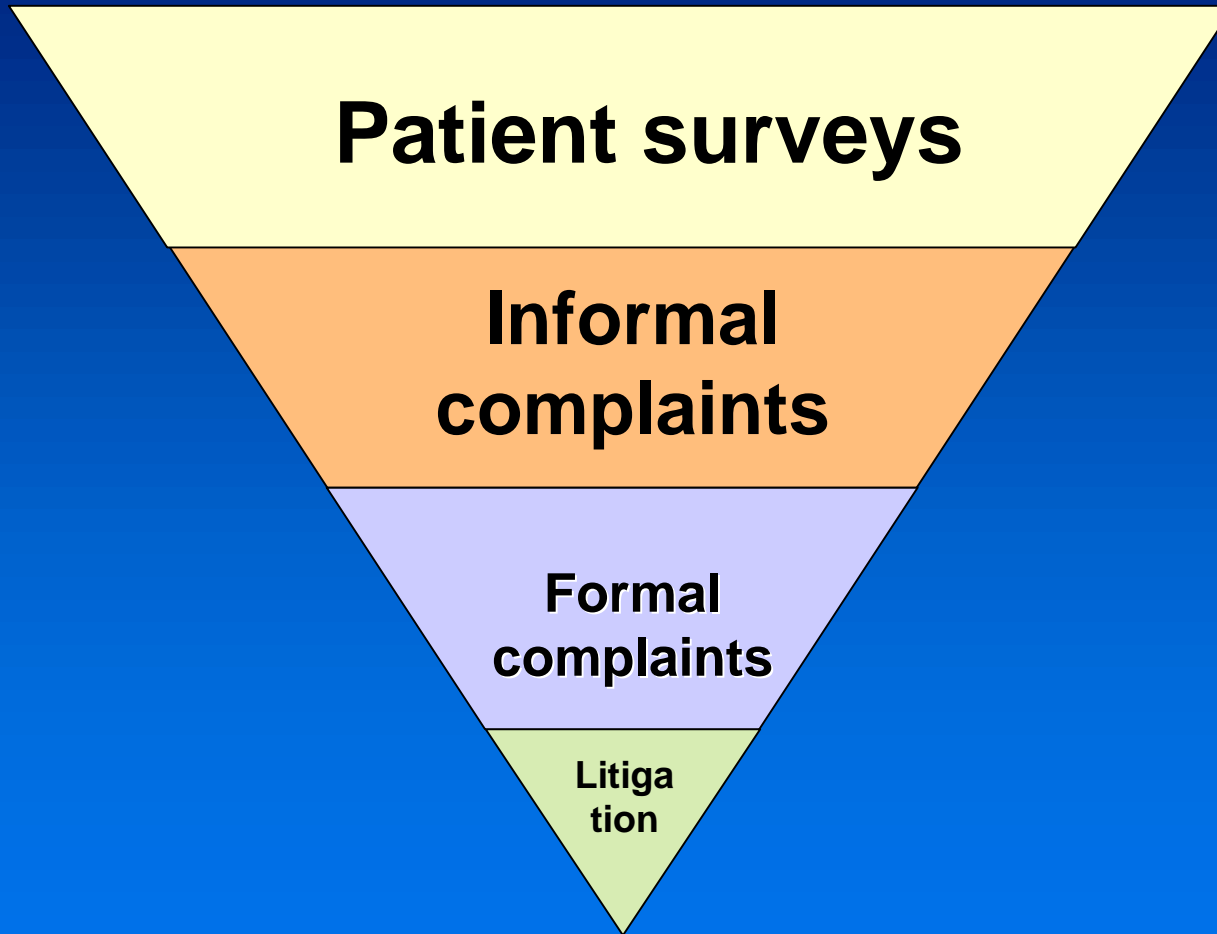 Patient surveys
Informal
complaints
Formal
complaints
Litiga
tion